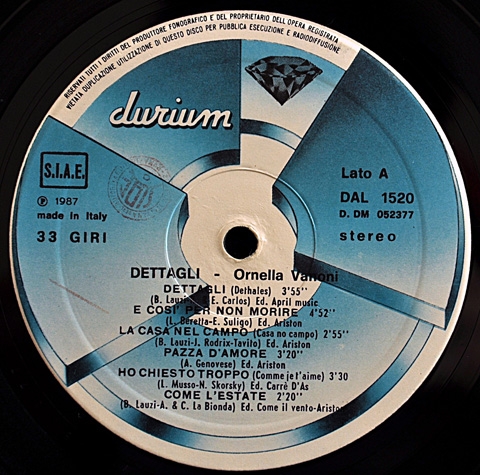 RISERVATI TUTTI I DIRITTI DEL PRODUTTORE FONOGRAFICO E DEL PROPRIETARIO DELL'OPERA REGISTRATA
VIETATA DUPLICAZIONE UTILIZZAZIONE DI QUESTO DISCO PER PUBBLICA ESECUZIONE E RADIODIFFUSIONE
durium
S.I.A.E.
Lato A
DAL 1520
D. DM 052377
stereo
℗ 1987
made in Italy
33 GIRI
DETTAGLI - Ornella Vanoni
DETTAGLI (Dethales) 3'55''
(B. Lauzi- E. Carlos) Ed. April music
E COSI' PER NON MORIRE 4'52''
(L. Beretta-E. Suligo) Ed. Ariston
LA CASA NEL CAMPO (Casa no campo) 2'55''
(B. Lauzi-J. Rodrix-Tavito) Ed. Ariston
PAZZA D'AMORE 3'20''
(A. Genovese) Ed. Ariston
HO CHIESTO TROPPO (Comme je t'aime) 3'30
(L. Musso-N. Skorsky) Ed. Carrè D'As
COME L'ESTATE 2'20''
(B. Lauzi-A. & C. La Bionda) Ed. Come il vento-Ariston